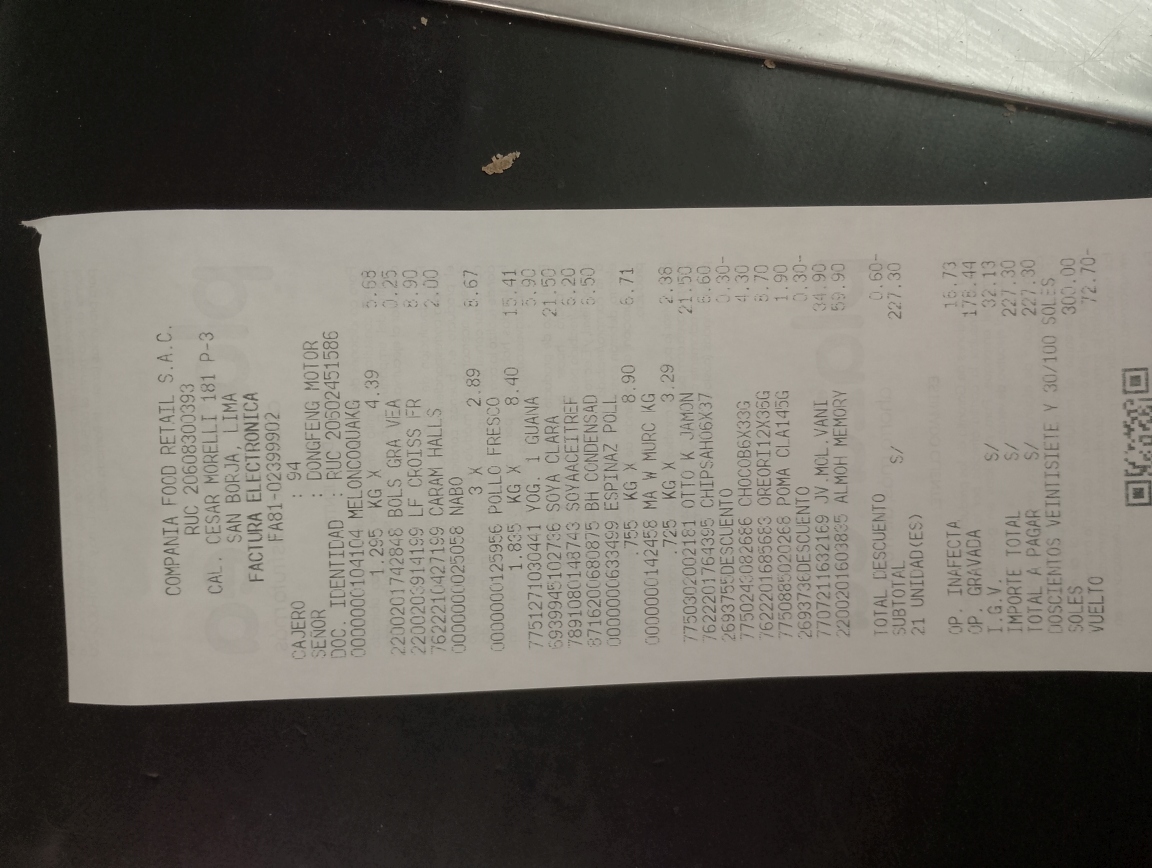 COMPANIA FOOD RETAIL S.A.C.
RUC 20608300393
CAL. CESAR MORELLI 181 P-3
SAN BORJA, LIMA
FACTURA ELECTRONICA
FA81-02399902
CAJERO : 94
SEÑOR : DONGFENG MOTOR
DOC. IDENTIDAD : RUC 20502451586
0000000104104 MELONCOQUAKG
1.295 KG X 4.39 5.68
2200201742848 BOLS GRA VEA 0.25
2200203914199 LF CROISS FR 8.90
7622210427199 CARAM HALLS 2.00
0000000025058 NABO
3 X 2.89 8.67
0000000125956 POLLO FRESCO
1.835 KG X 8.40 15.41
7751271030441 YOG. 1 GUANA 5.90
6939945102736 SOYA CLARA 21.50
7891080148743 SOYACEITREF 5.20
8716200680875 BH CONDENSAD 5.50
0000000633499 ESPINAZ POLL
.755 KG X 8.90 6.71
0000000142458 MA W MURC KG
.725 KG X 3.29 2.38
7750302002181 OTTO K JAMON 21.50
7622201764395 CHIPSAHO6X37 8.60
2693755DESCUENTO 0.30-
7750243082686 CHOCOB6X33G 4.30
7622201685683 OREORI12X36G 8.70
7750885020268 POMA CLA145G 1.90
2693736DESCUENTO 0.30-
7707211632169 JV.MOL.VANI 34.90
2200201603835 ALMOH MEMORY 59.90
TOTAL DESCUENTO 0.60-
SUBTOTAL S/ 227.30
21 UNIDAD(ES)
OP. INAFECTA 16.73
OP. GRAVADA 178.44
I.G.V. S/ 32.13
IMPORTE TOTAL S/ 227.30
TOTAL A PAGAR S/ 227.30
DOSCIENTOS VEINTISIETE Y 30/100 SOLES
SOLES 300.00
VUELTO 72.70-